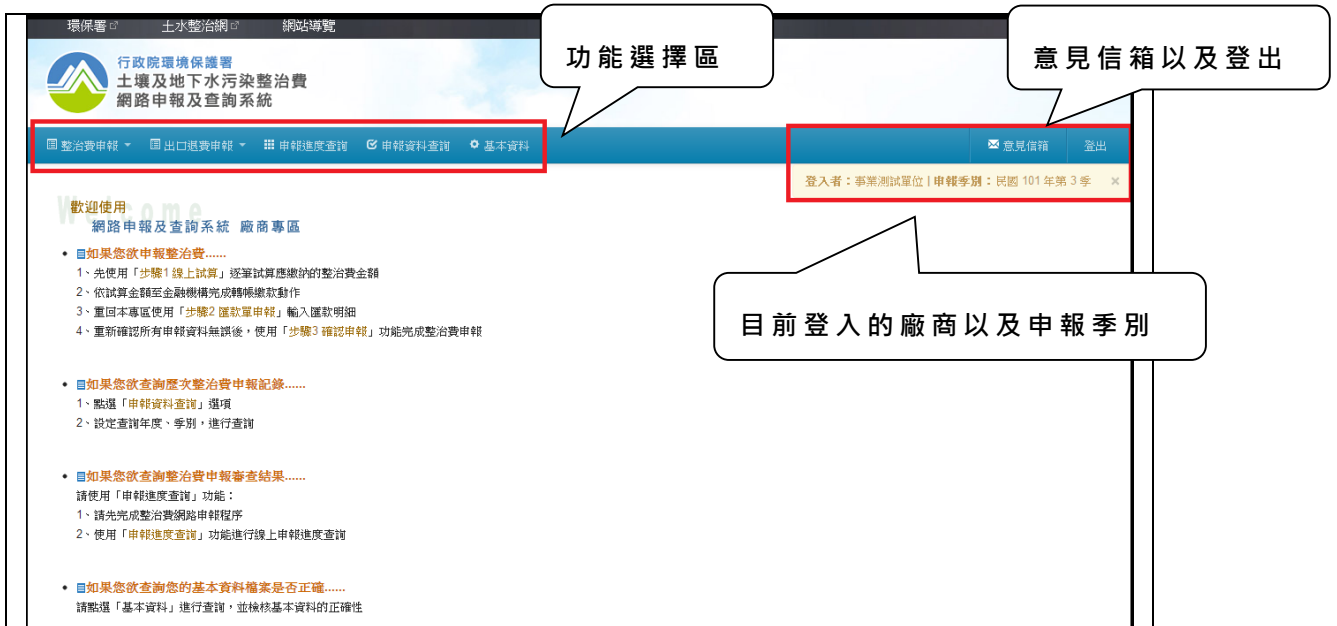 環保署 土水整治網 網站導覽
功能選擇區
意見信箱以及登出
行政院環境保護署
土壤及地下水污染整治費
網路申報及查詢系統
整治費申報 出口退費申報 申報進度查詢 申報資料查詢 基本資料 意見信箱 登出
登入者：事業測試單位 | 申報季別：民國 101 年第 3 季 ×
Welcome
歡迎使用
網路申報及查詢系統 廠商專區
目前登入的廠商以及申報季別
• 如果您欲申報整治費......
1、先使用「步驟1 線上試算」逐筆試算應繳納的整治費金額
2、依試算金額至金融機構完成轉帳繳款動作
3、重回本專區使用「步驟2 匯款單申報」輸入匯款明細
4、重新確認所有申報資料無誤後，使用「步驟3 確認申報」功能完成整治費申報
• 如果您欲查詢歷次整治費申報記錄......
1、點選「申報資料查詢」選項
2、設定查詢年度、季別，進行查詢
• 如果您欲查詢整治費申報審查結果......
請使用「申報進度查詢」功能：
1、請先完成整治費網路申報程序
2、使用「申報進度查詢」功能進行線上申報進度查詢
• 如果您欲查詢您的基本資料檔案是否正確......
請點選「基本資料」進行查詢，並檢核基本資料的正確性